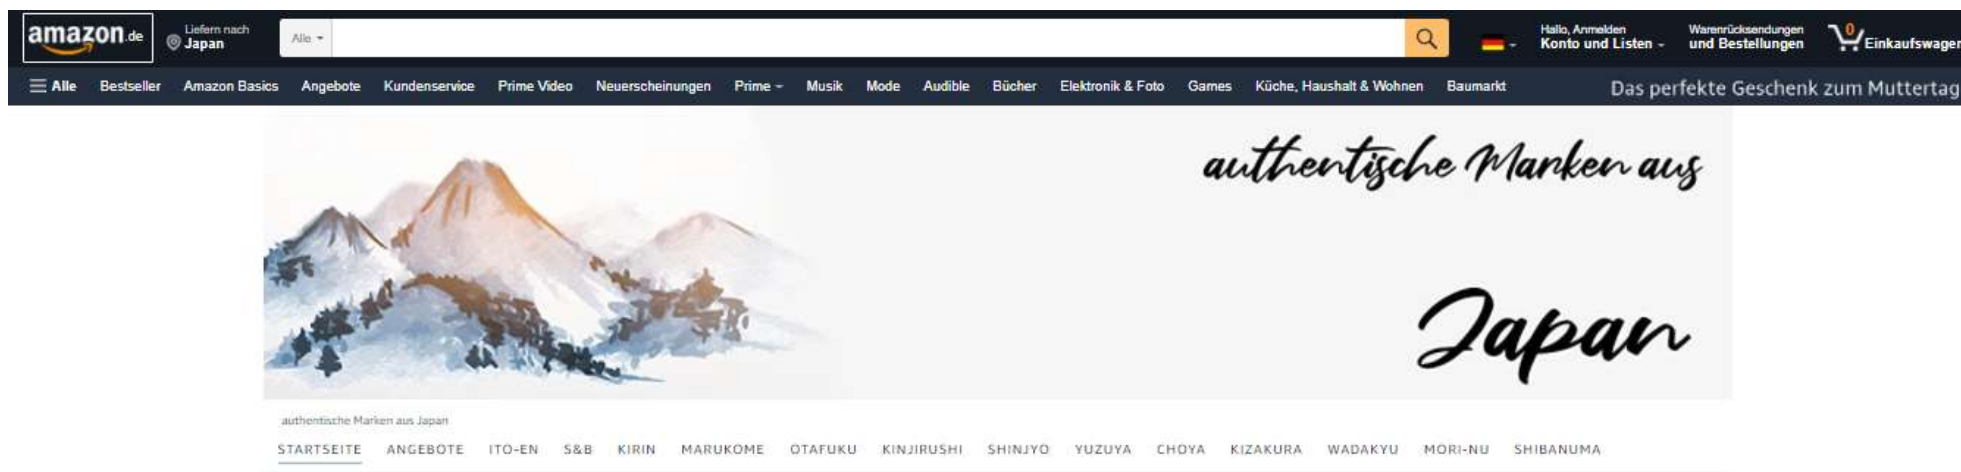 amazon.de
Liefern nach
Japan
Alle
Hallo, Anmelden
Konto und Listen
Warenrücksendungen
und Bestellungen
0
Einkaufswagen
Alle Bestseller Amazon Basics Angebote Kundenservice Prime Video Neuerscheinungen Prime Musik Mode Audible Bücher Elektronik & Foto Games Küche, Haushalt & Wohnen Baumarkt Das perfekte Geschenk zum Muttertag
authentische Marken aus
Japan
authentische Marken aus Japan
STARTSEITE ANGEBOTE ITO-EN S&B KIRIN MARUKOME OTAFUKU KINJIRUSHI SHINJYO YUZUYA CHOYA KIZAKURA WADAKYU MORI-NU SHIBANUMA